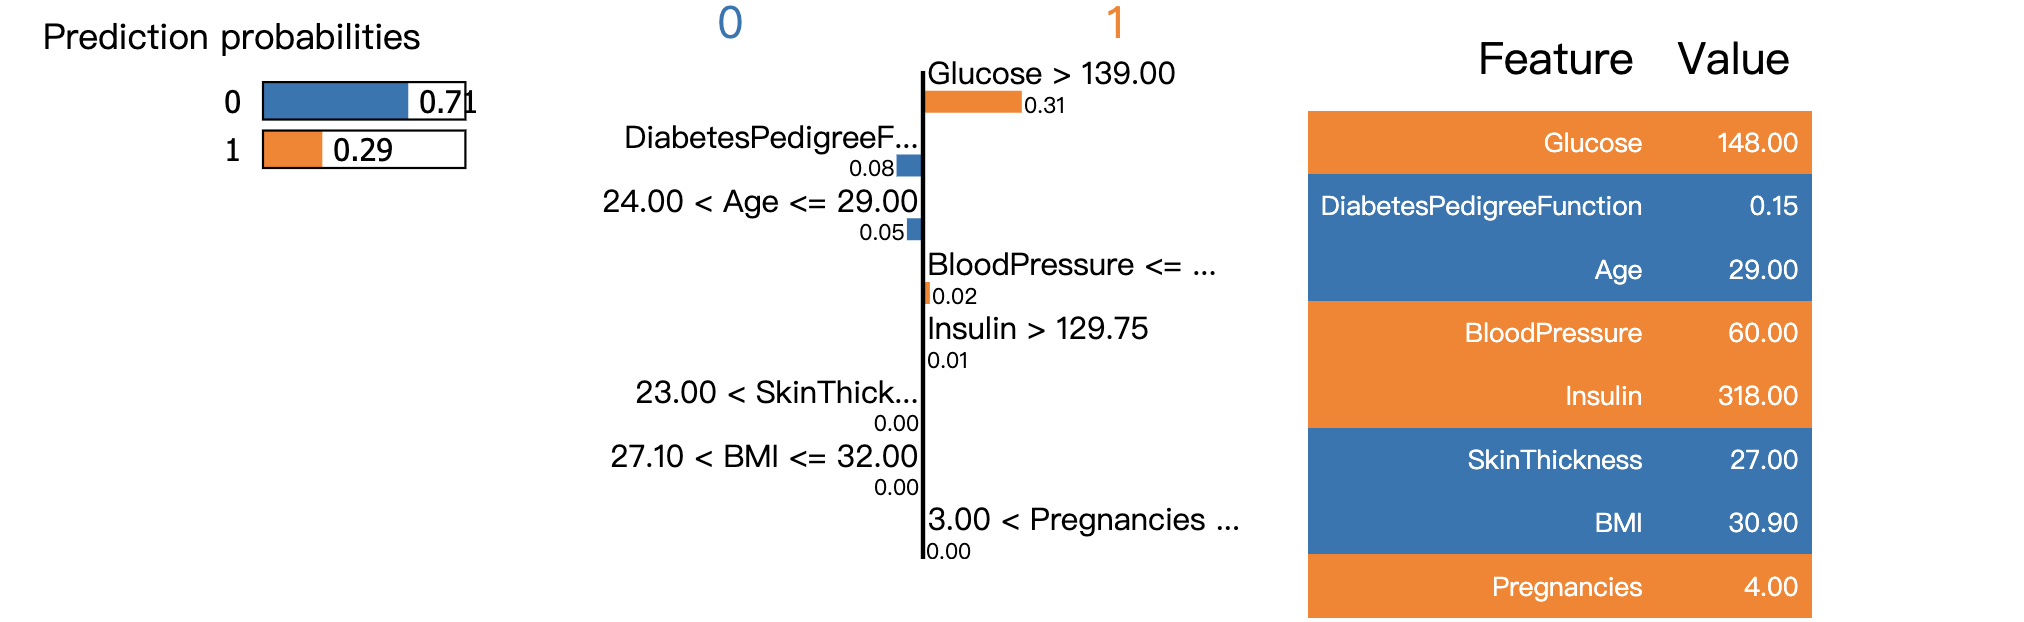 Prediction probabilities
0 0.71
1 0.29
0 1
Glucose > 139.00
0.31
DiabetesPedigreeF...
0.08
24.00 < Age <= 29.00
0.05
BloodPressure <= ...
0.02
Insulin > 129.75
0.01
23.00 < SkinThick...
0.00
27.10 < BMI <= 32.00
0.00
3.00 < Pregnancies ...
0.00
Feature Value
Glucose 148.00
DiabetesPedigreeFunction 0.15
Age 29.00
BloodPressure 60.00
Insulin 318.00
SkinThickness 27.00
BMI 30.90
Pregnancies 4.00